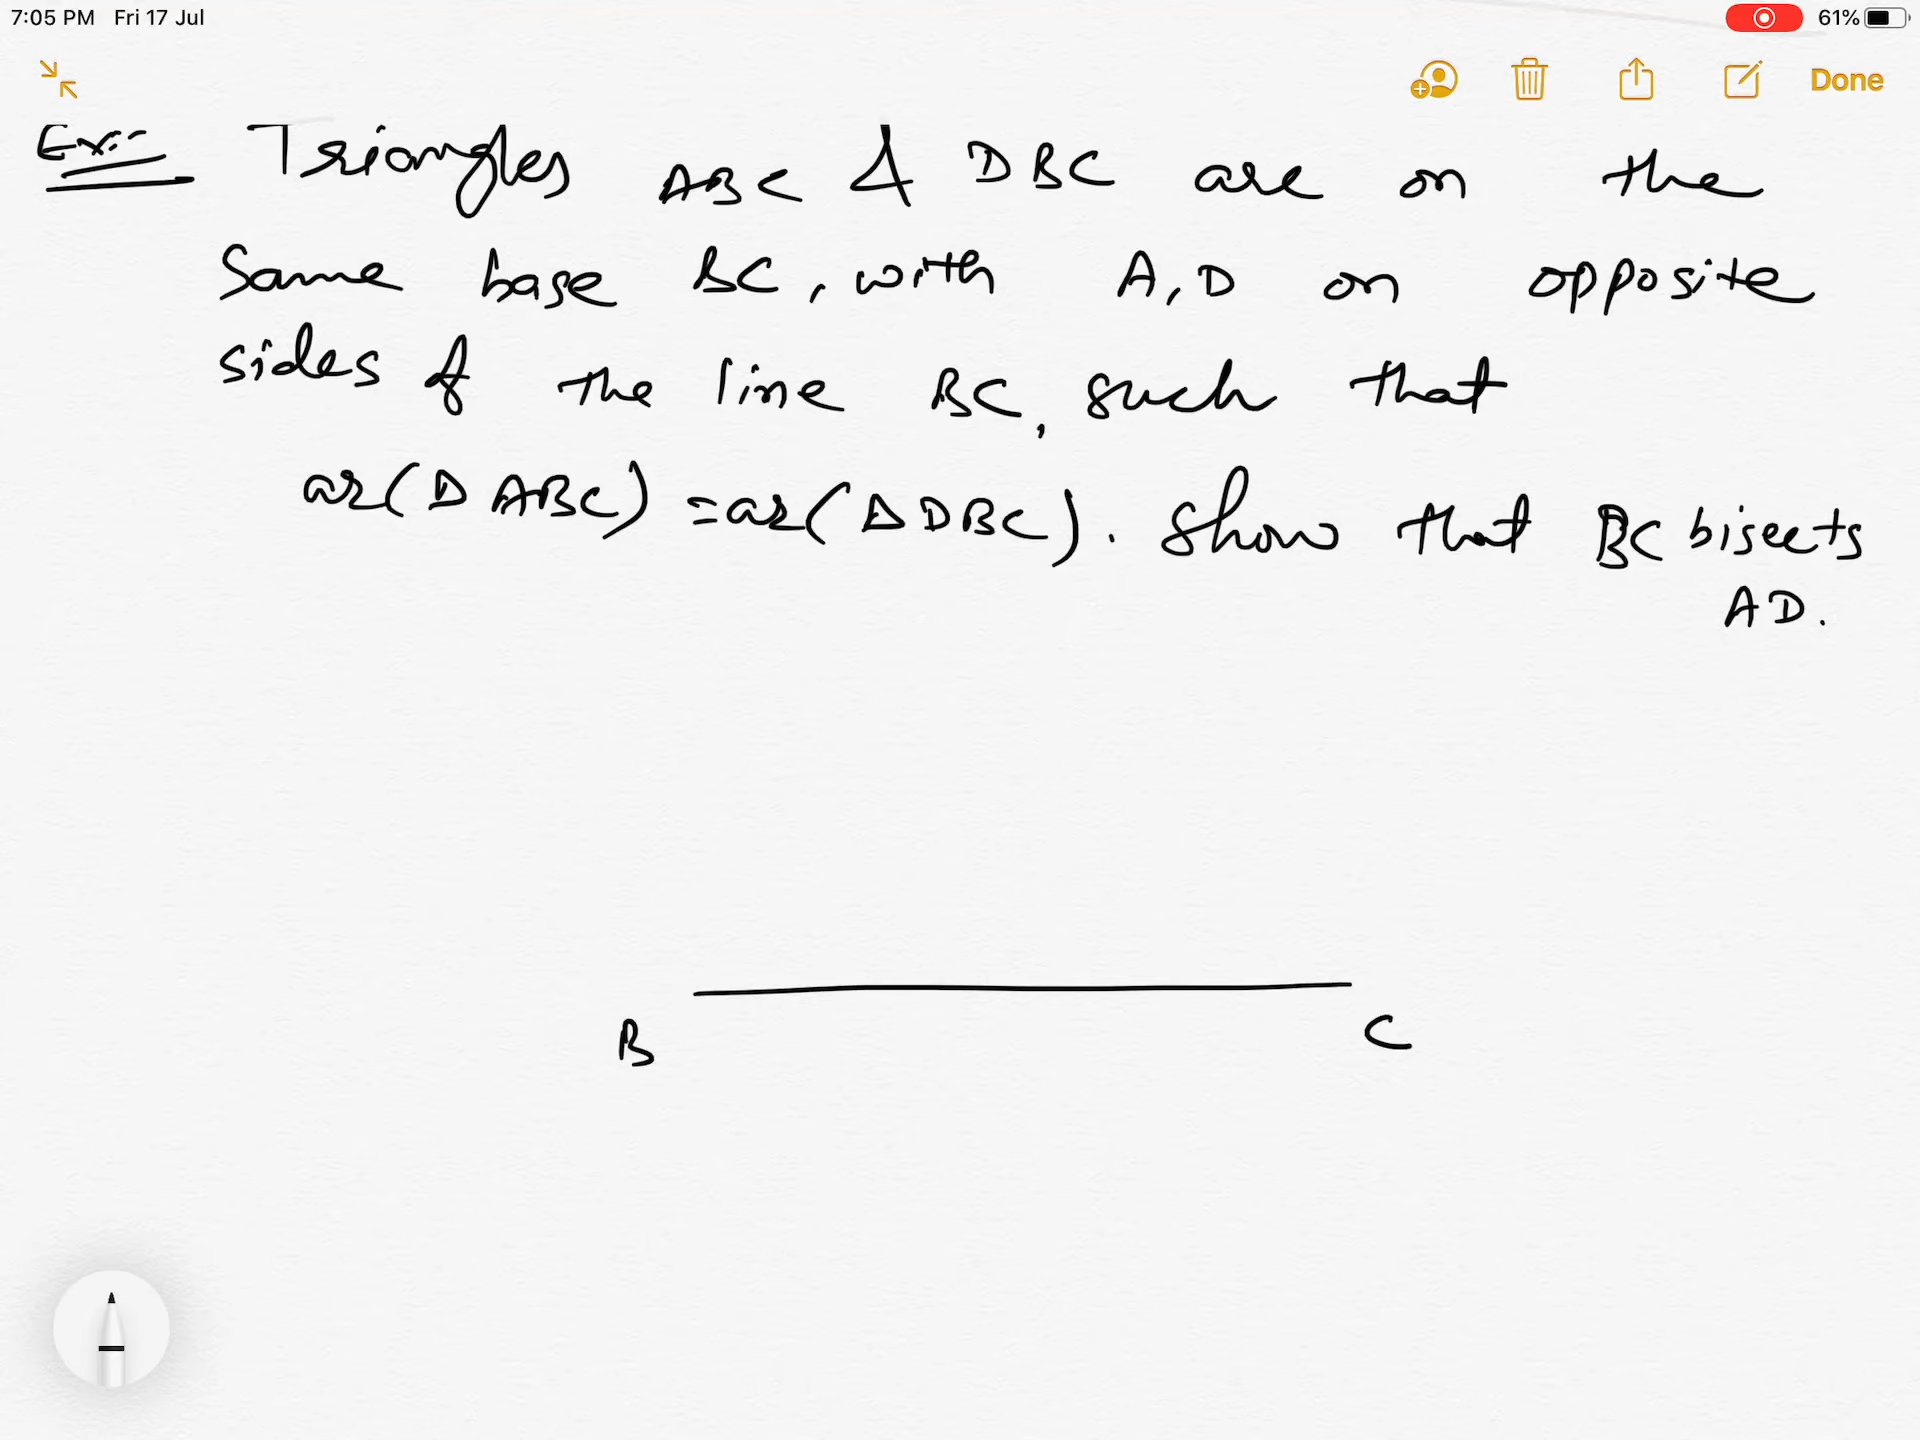 7:05 PM Fri 17 Jul 61%
Done
Ex:- Triangles ABC & DBC are on the
Same base BC, with A,D on opposite
sides of the line BC, such that
ar(Δ ABC) = ar(Δ DBC). Show that BC bisects
AD.
B C